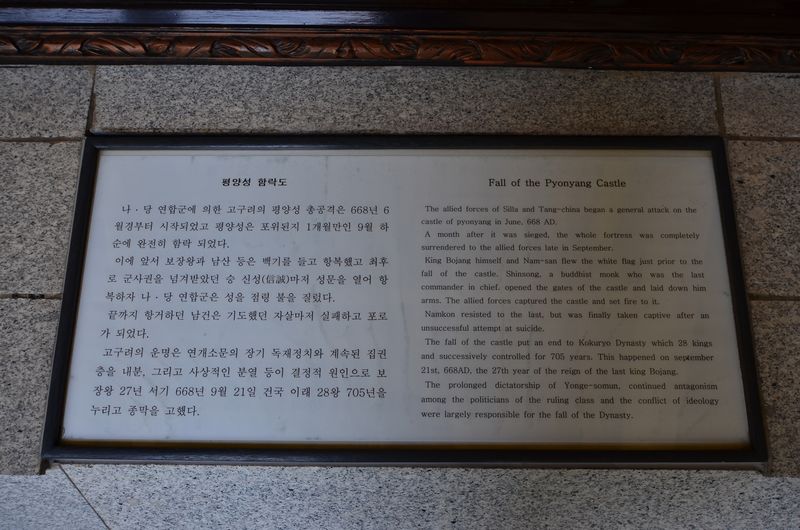 평양성 함락도
나·당 연합군에 의한 고구려의 평양성 총공격은 668년 6
월경부터 시작되었고 평양성은 포위된지 1개월만인 9월 하
순에 완전히 함락 되었다.
이에 앞서 보장왕과 남산 등은 백기를 들고 항복했고 최후
로 군사권을 넘겨받았던 승 신성(信誠)마저 성문을 열어 항
복하자 나·당 연합군은 성을 점령 불을 질렀다.
끝까지 항거하던 남건은 기도했던 자살마저 실패하고 포로
가 되었다.
고구려의 운명은 연개소문의 장기 독재정치와 계속된 집권
층을 내분, 그리고 사상적인 분열 등이 결정적 원인으로 보
장왕 27년 서기 668년 9월 21일 건국 이래 28왕 705년을
누리고 종막을 고했다.
Fall of the Pyonyang Castle
The allied forces of Silla and Tang-china began a general attack on the
castle of pyonyang in June, 668 AD.
A month after it was sieged, the whole fortress was completely
surrendered to the allied forces late in September.
King Bojang himself and Nam-san flew the white flag just prior to the
fall of the castle. Shinsong, a buddhist monk who was the last
commander in chief. opened the gates of the castle and laid down him
arms. The allied forces captured the castle and set fire to it.
Namkon resisted to the last, but was finally taken captive after an
unsuccessful attempt at suicide.
The fall of the castle put an end to Kokuryo Dynasty which 28 kings
and successively controlled for 705 years. This happened on september
21st, 668AD, the 27th year of the reign of the last king Bojang.
The prolonged dictatorship of Yonge-somun, continued antagonism
among the politicians of the ruling class and the conflict of ideology
were largely responsible for the fall of the Dynasty.